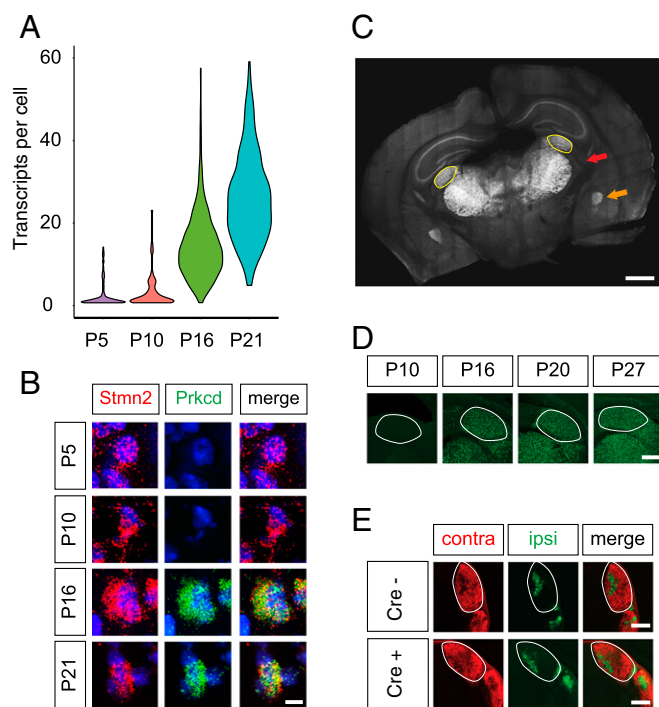 A
Transcripts per cell
60
40
20
0
P5 P10 P16 P21
B
Stmn2 Prkcd merge
P5
P10
P16
P21
C
D
P10 P16 P20 P27
E
contra ipsi merge
Cre -
Cre +